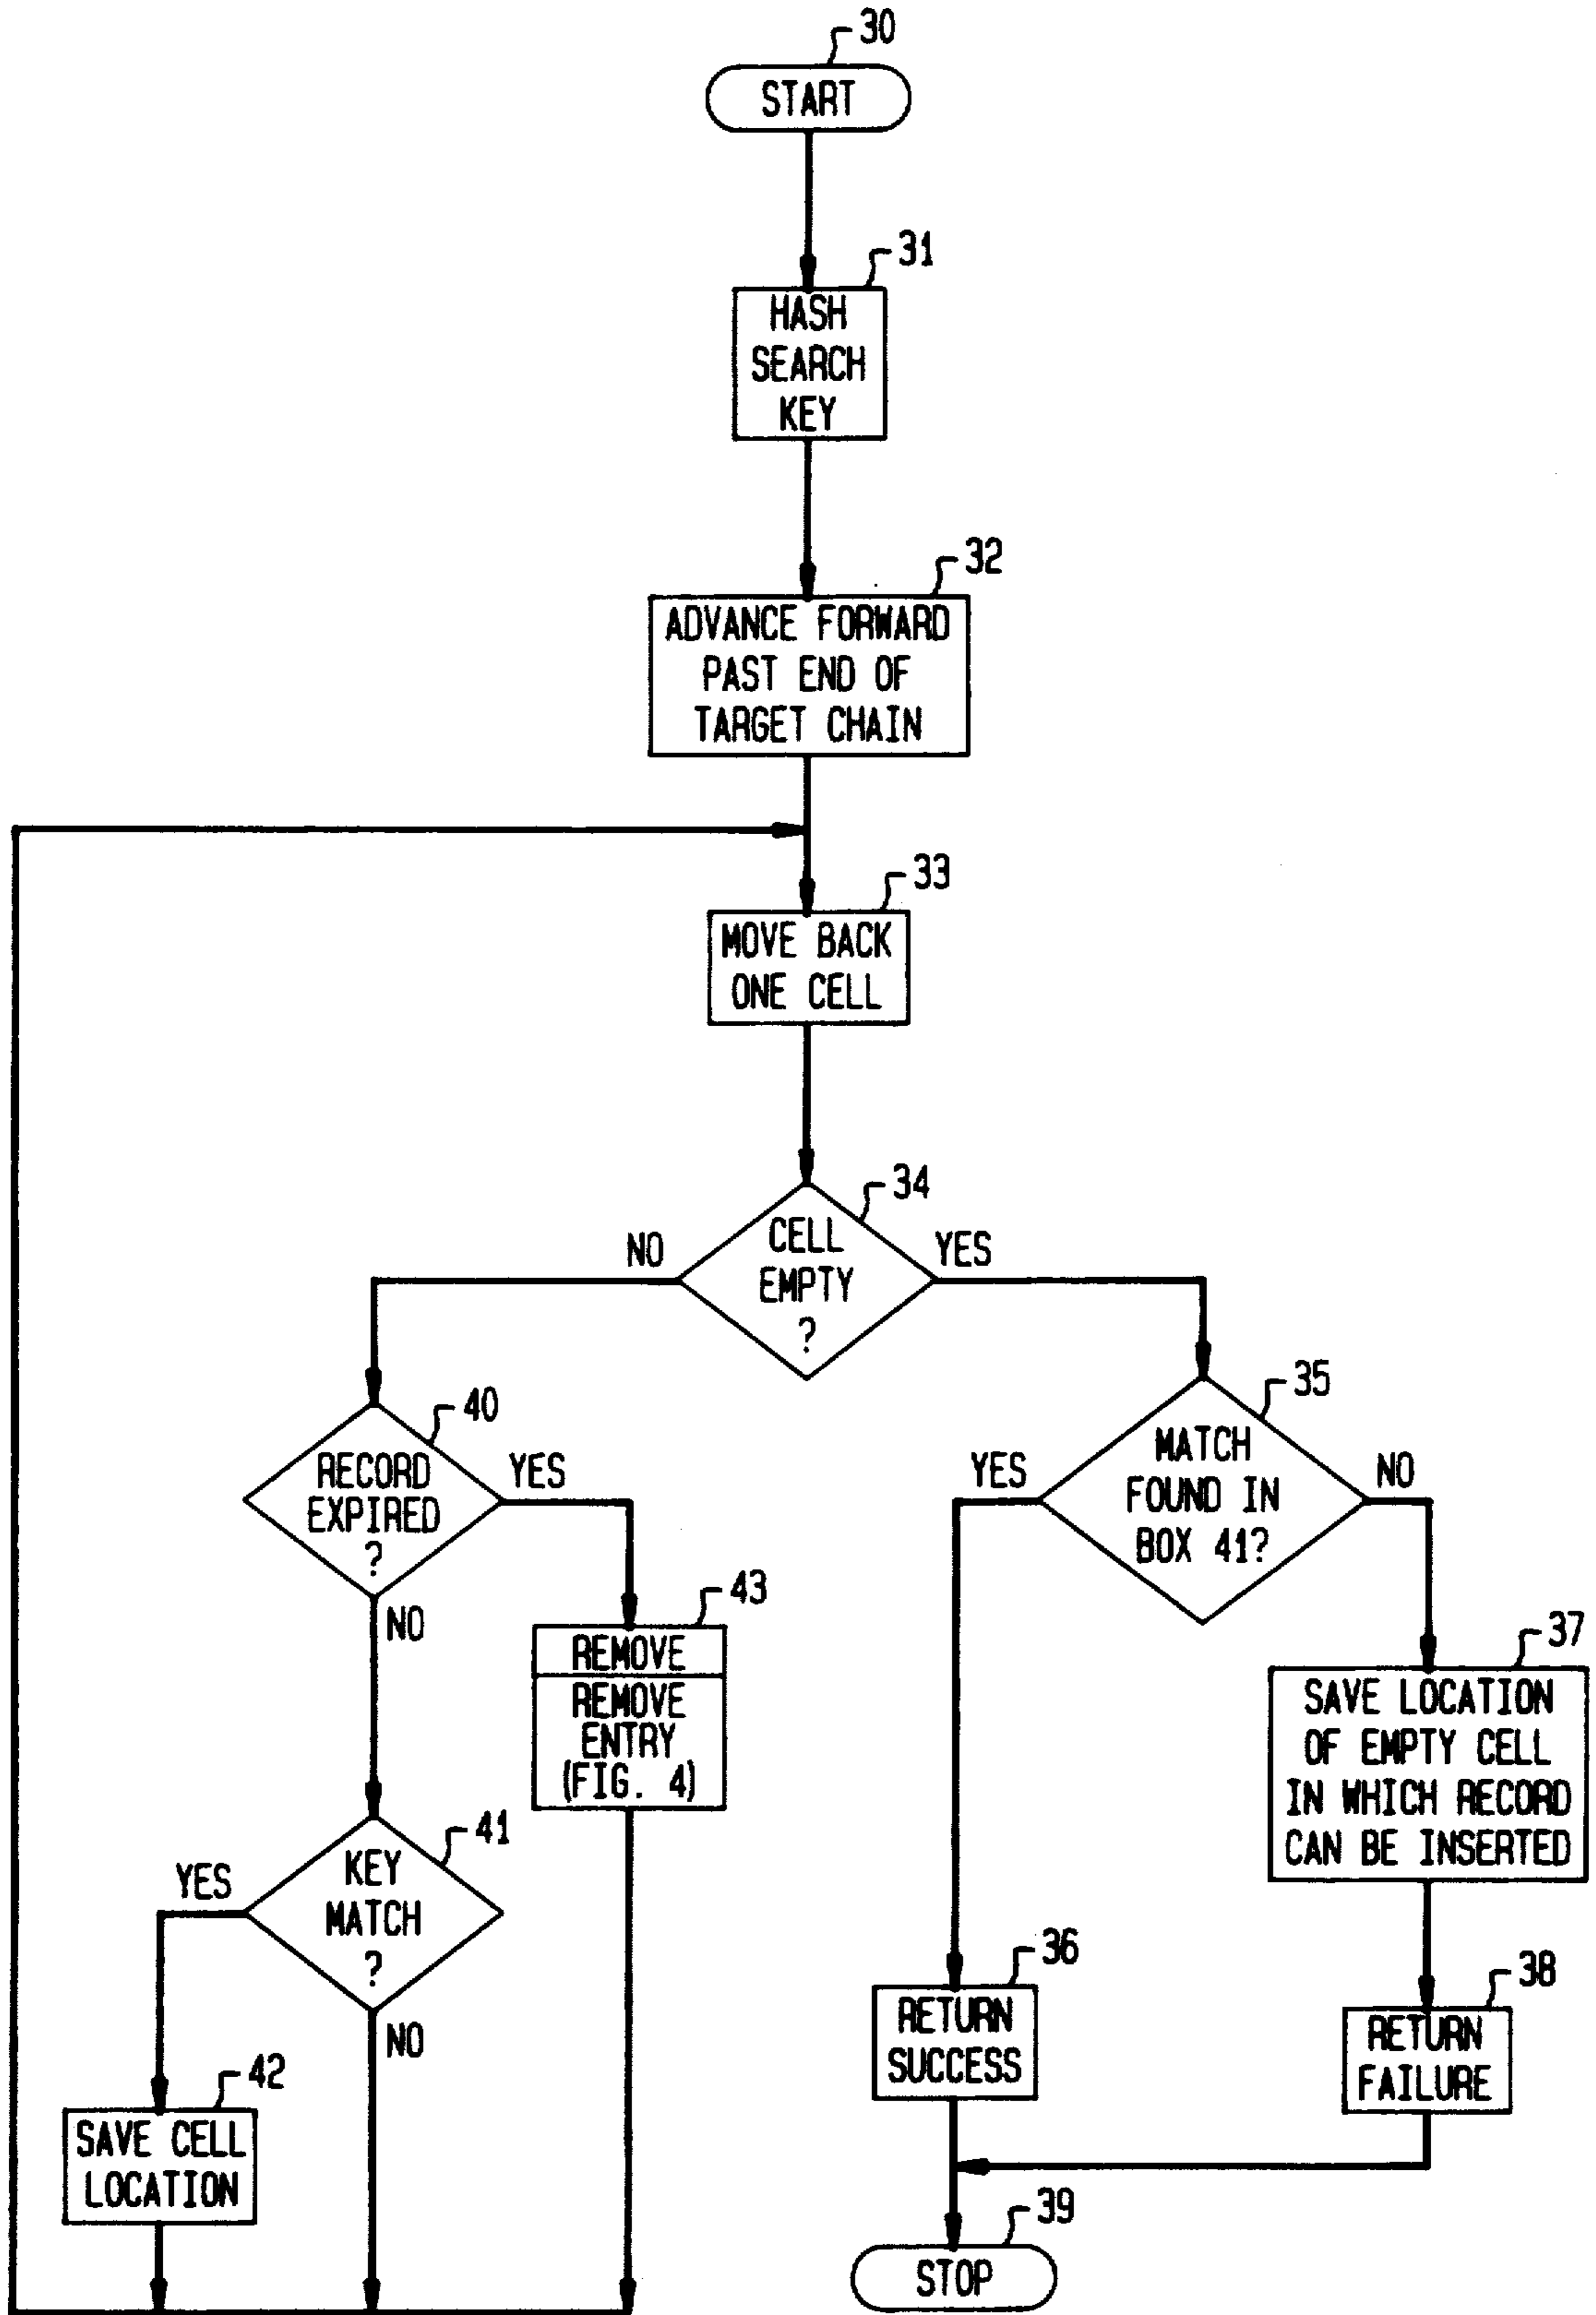 30
START
31
HASH
SEARCH
KEY
32
ADVANCE FORWARD
PAST END OF
TARGET CHAIN
33
MOVE BACK
ONE CELL
34
CELL
EMPTY
?
NO
YES
40
RECORD
EXPIRED
?
YES
NO
35
MATCH
FOUND IN
BOX 41?
YES
NO
43
REMOVE
REMOVE
ENTRY
(FIG. 4)
37
SAVE LOCATION
OF EMPTY CELL
IN WHICH RECORD
CAN BE INSERTED
41
KEY
MATCH
?
YES
NO
36
RETURN
SUCCESS
38
RETURN
FAILURE
42
SAVE CELL
LOCATION
39
STOP